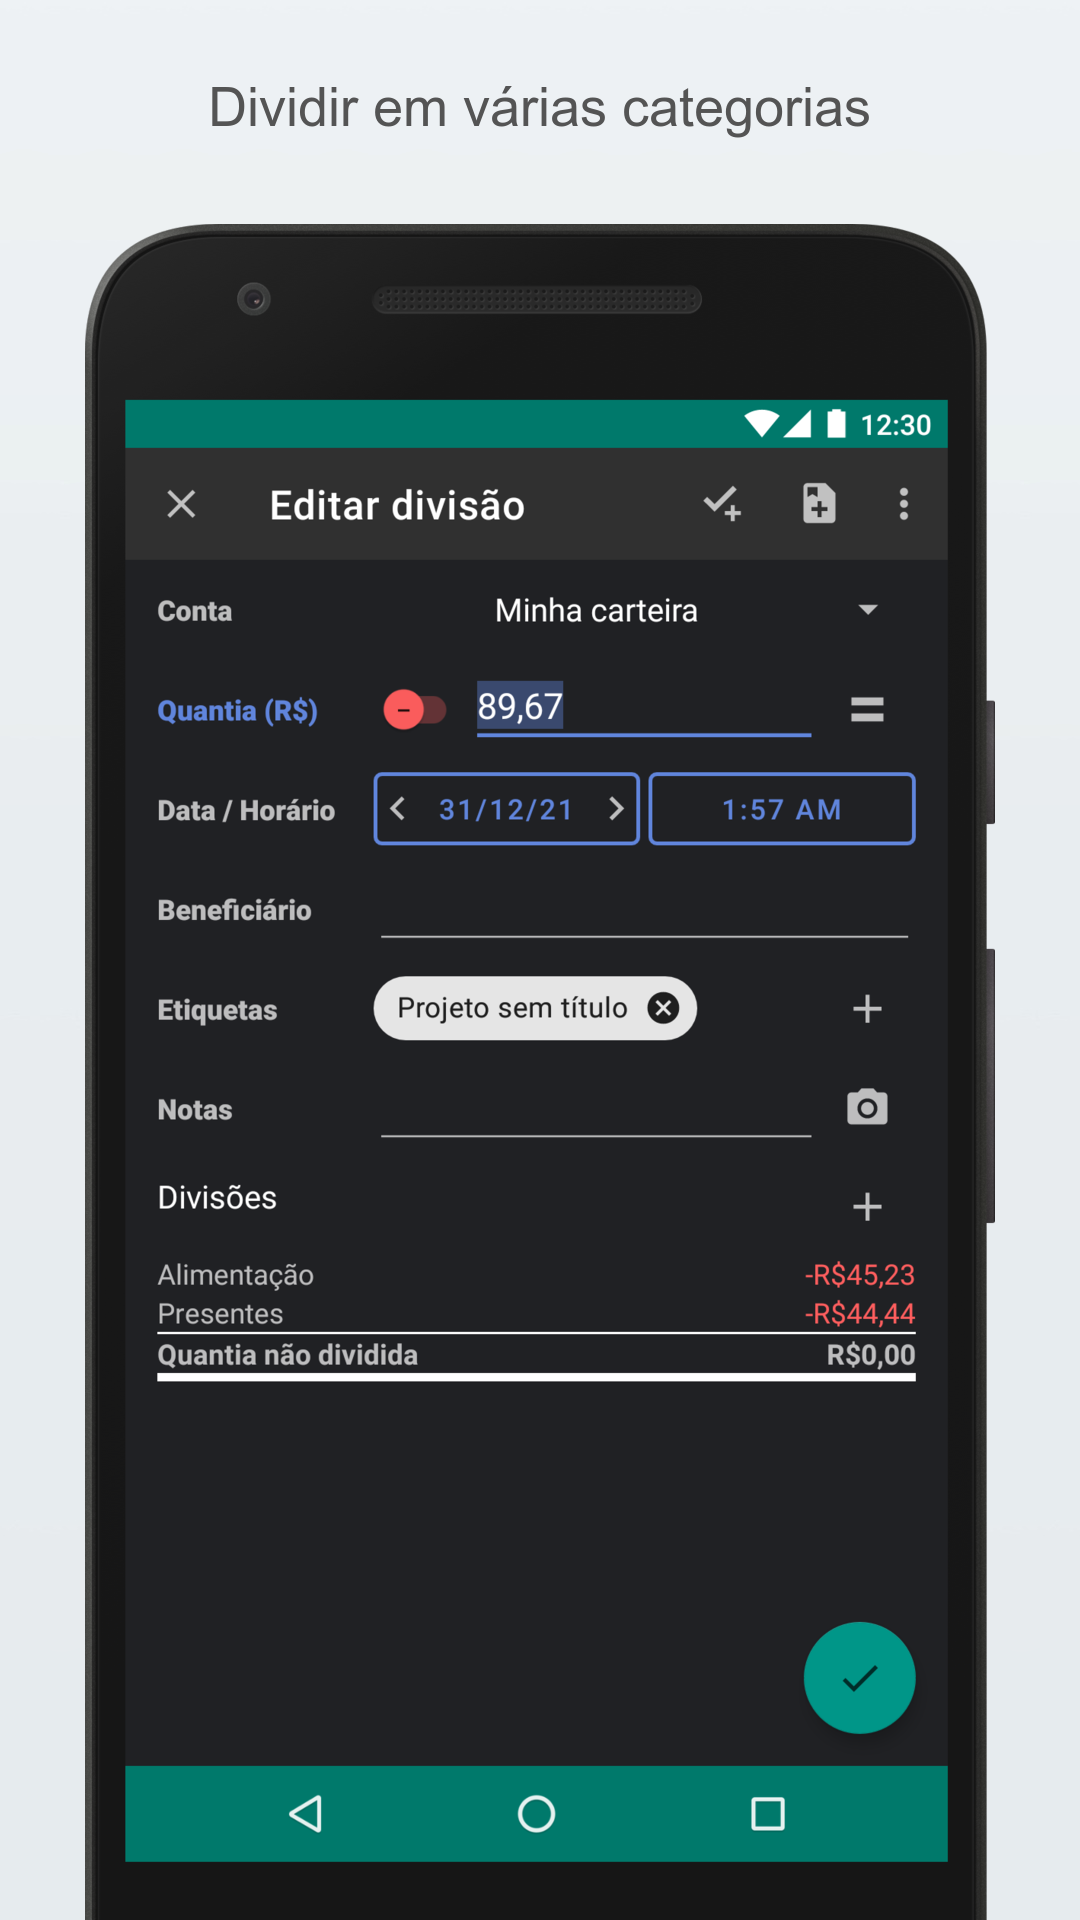 Dividir em várias categorias
12:30
Editar divisão
Conta Minha carteira
Quantia (R$) 89,67
Data / Horário 31/12/21 1:57 AM
Beneficiário
Etiquetas Projeto sem título
Notas
Divisões
Alimentação -R$45,23
Presentes -R$44,44
Quantia não dividida R$0,00